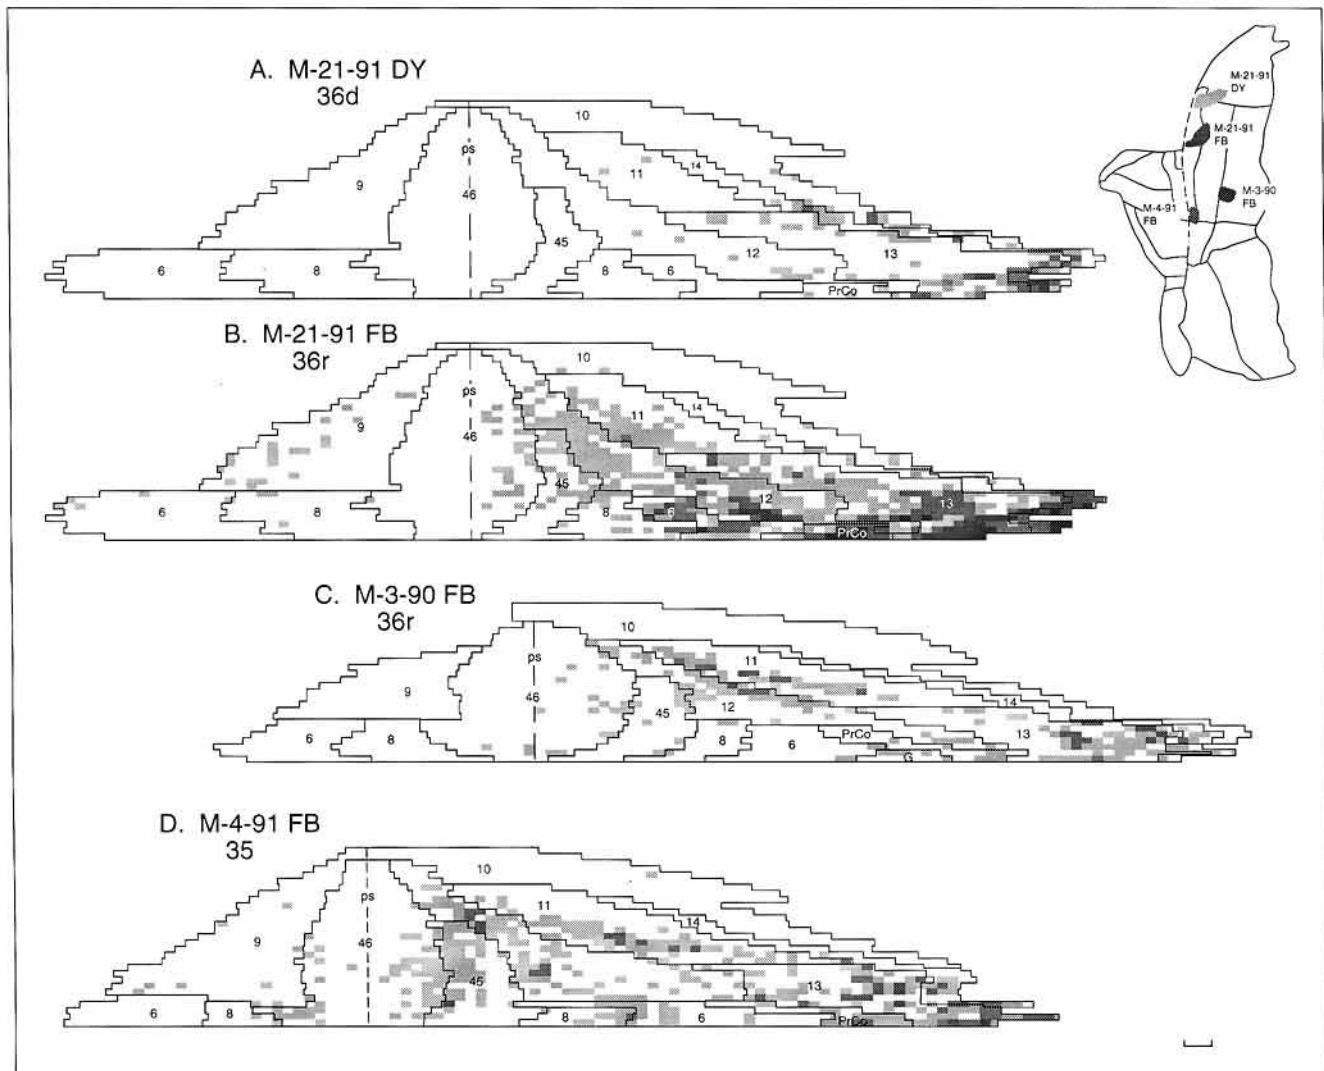 A. M-21-91 DY
36d
10
ps
9
46
11
14
45
12
13
6
8
8
6
PrCo
M-21-91
DY
M-21-91
FB
M-3-90
FB
M-4-91
FB
B. M-21-91 FB
36r
10
ps
9
46
11
14
45
12
13
6
8
8
6
PrCo
C. M-3-90 FB
36r
10
ps
11
9
46
14
45
12
13
6
8
8
6
PrCo
G
D. M-4-91 FB
35
10
ps
11
14
9
46
45
13
6
8
8
6
PrCo